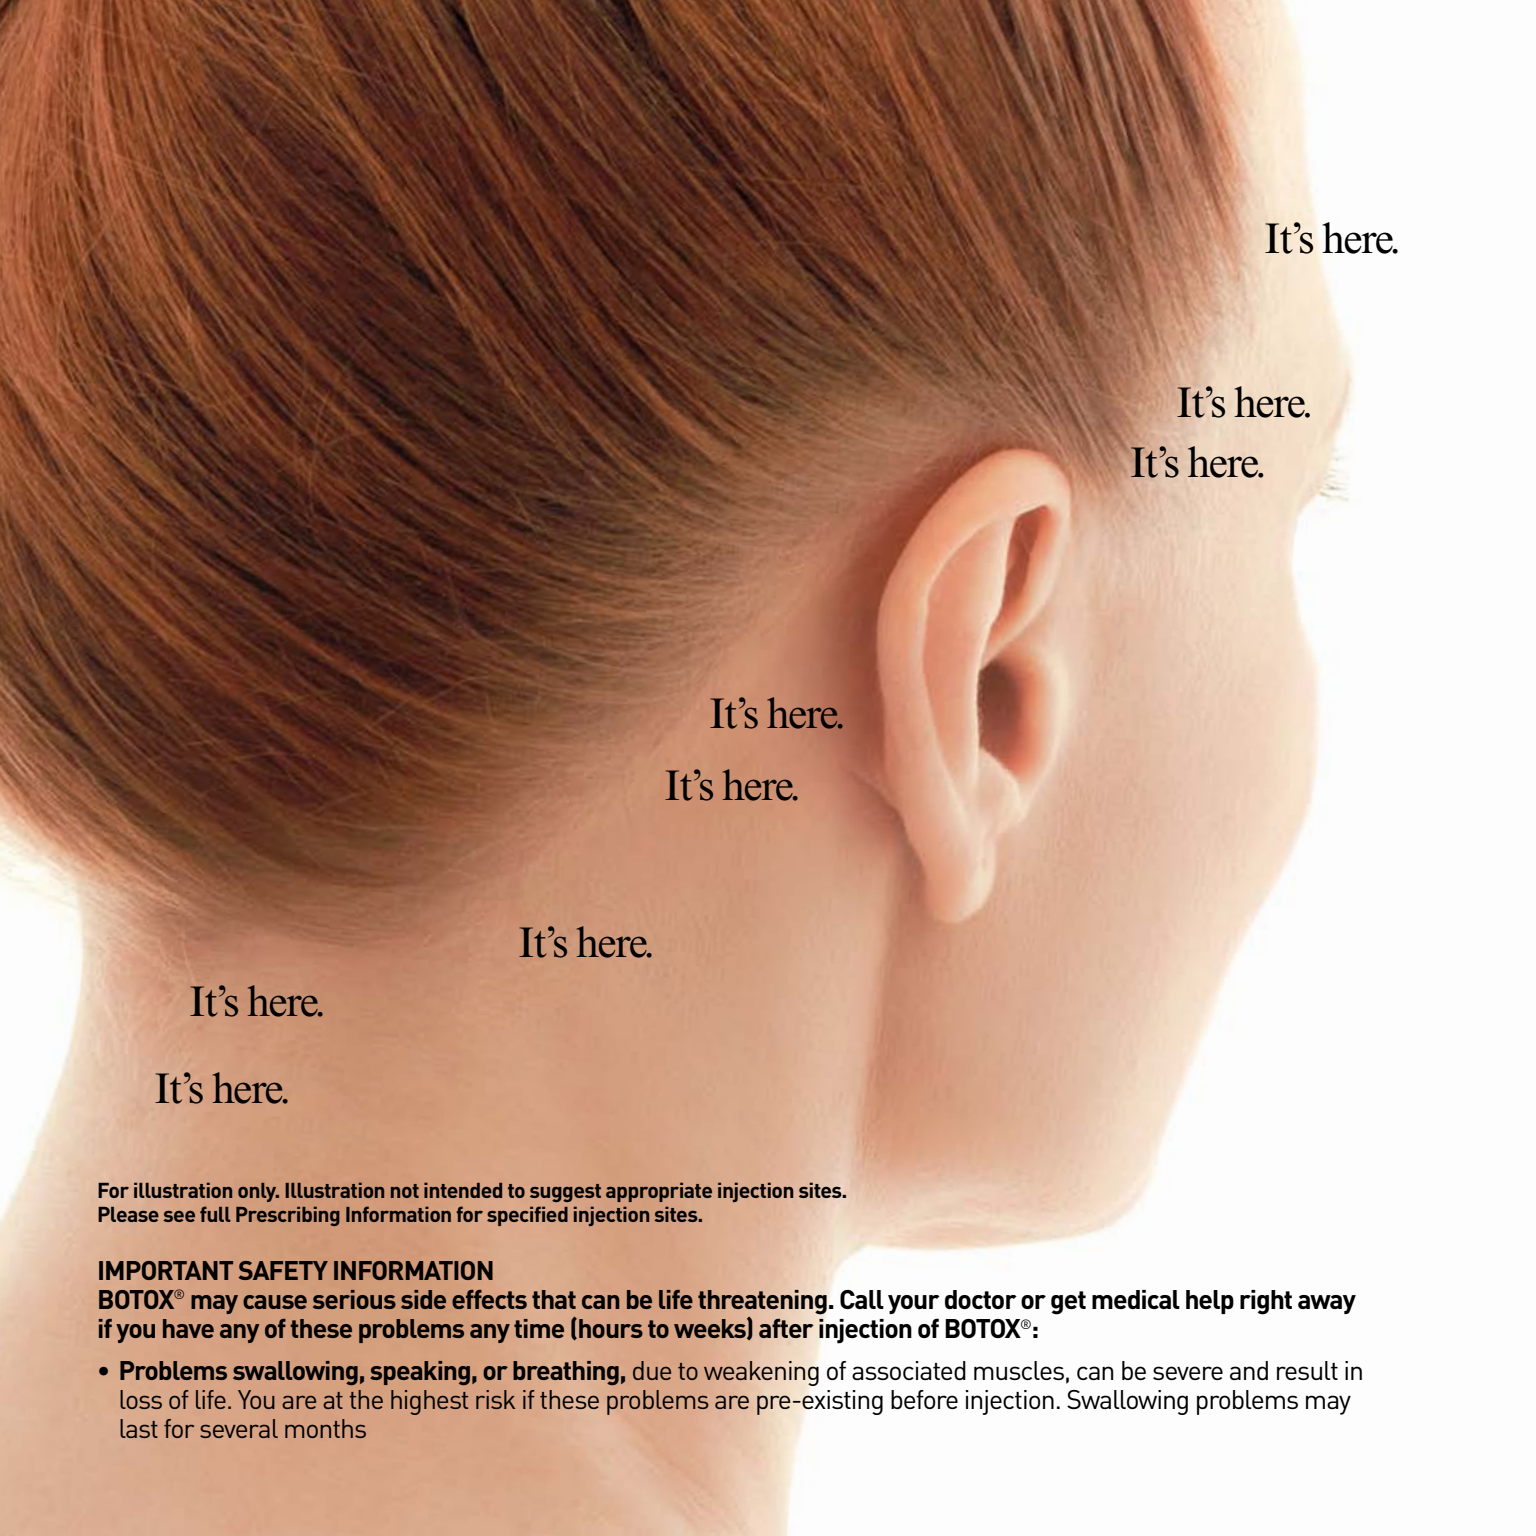 It's here.
It's here.
It's here.
It's here.
It's here.
It's here.
It's here.
It's here.
For illustration only. Illustration not intended to suggest appropriate injection sites.
Please see full Prescribing Information for specified injection sites.
IMPORTANT SAFETY INFORMATION
BOTOX® may cause serious side effects that can be life threatening. Call your doctor or get medical help right away
if you have any of these problems any time (hours to weeks) after injection of BOTOX®:
• Problems swallowing, speaking, or breathing, due to weakening of associated muscles, can be severe and result in
loss of life. You are at the highest risk if these problems are pre-existing before injection. Swallowing problems may
last for several months